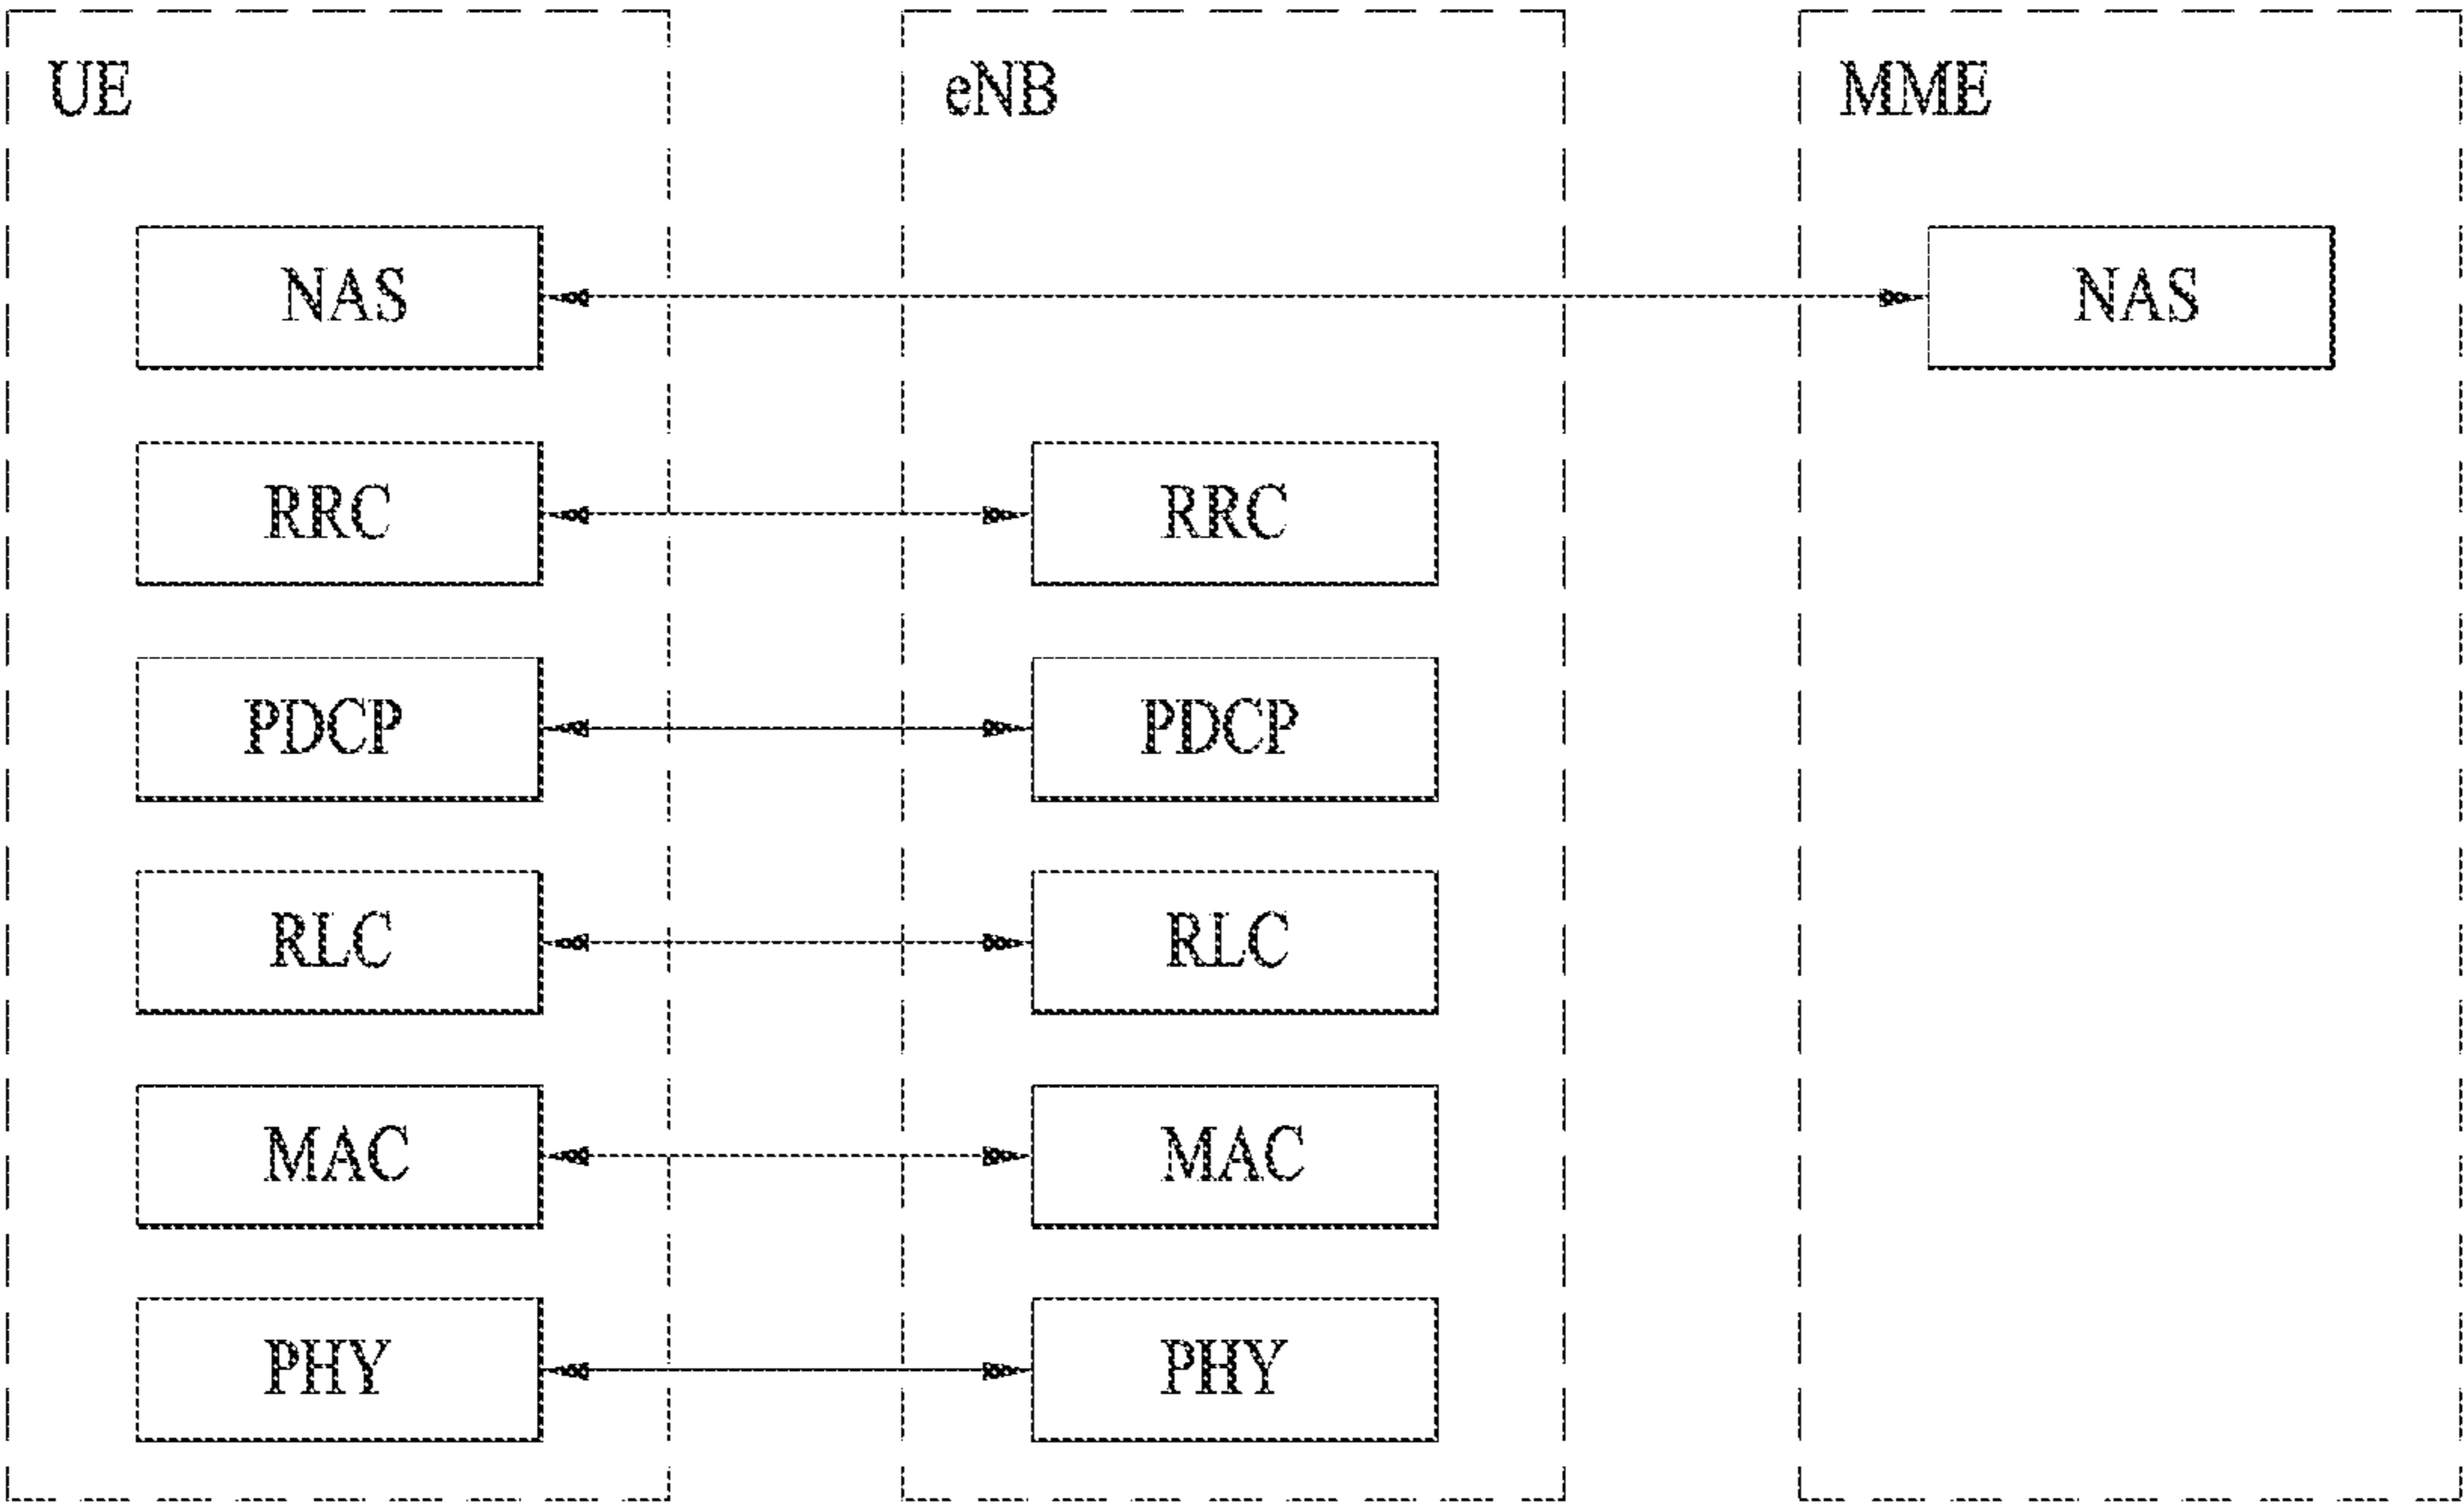 UE eNB MME
NAS NAS
RRC RRC
PDCP PDCP
RLC RLC
MAC MAC
PHY PHY